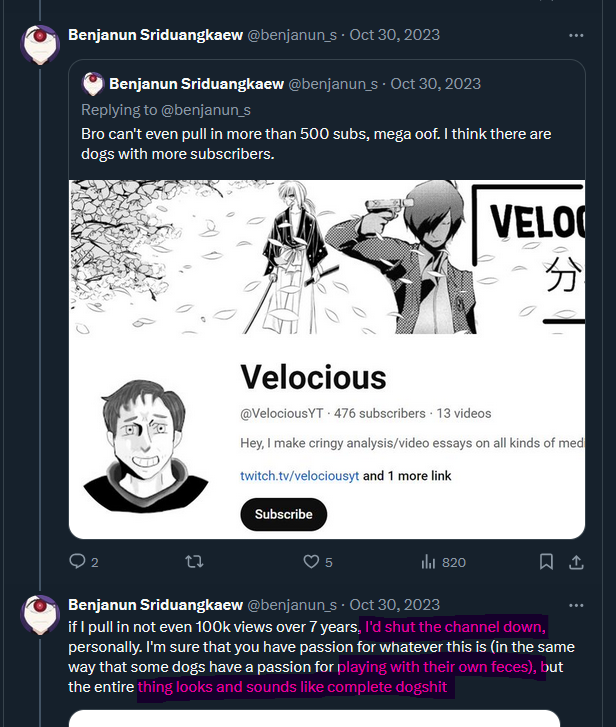 Benjanun Sriduangkaew @benjanun_s · Oct 30, 2023
Benjanun Sriduangkaew @benjanun_s · Oct 30, 2023
Replying to @benjanun_s
Bro can't even pull in more than 500 subs, mega oof. I think there are
dogs with more subscribers.
VELOC
分
Velocious
@VelociousYT · 476 subscribers · 13 videos
Hey, I make cringy analysis/video essays on all kinds of med
twitch.tv/velociousyt and 1 more link
Subscribe
2
5
820
Benjanun Sriduangkaew @benjanun_s · Oct 30, 2023
if I pull in not even 100k views over 7 years, I'd shut the channel down,
personally. I'm sure that you have passion for whatever this is (in the same
way that some dogs have a passion for playing with their own feces), but
the entire thing looks and sounds like complete dogshit